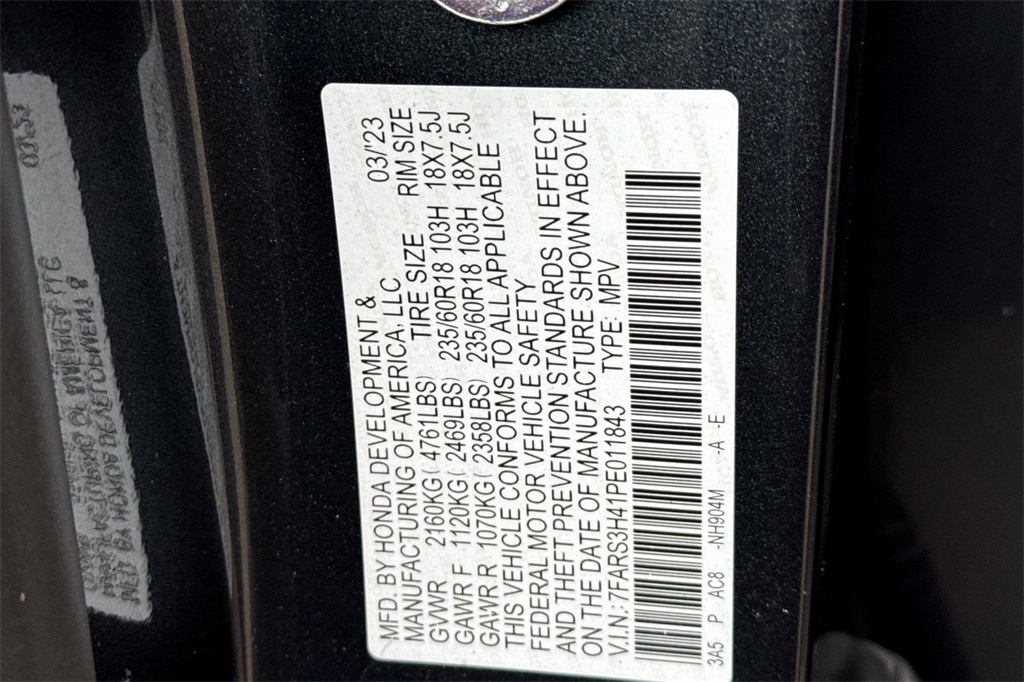 MFD. BY HONDA DEVELOPMENT & 03/'23
MANUFACTURING OF AMERICA, LLC
TIRE SIZE RIM SIZE
GVWR 2160KG ( 4761LBS)
GAWR F 1120KG ( 2469LBS) 235/60R18 103H 18X7.5J
GAWR R 1070KG ( 2358LBS) 235/60R18 103H 18X7.5J
THIS VEHICLE CONFORMS TO ALL APPLICABLE
FEDERAL MOTOR VEHICLE SAFETY
AND THEFT PREVENTION STANDARDS IN EFFECT
ON THE DATE OF MANUFACTURE SHOWN ABOVE.
V.I.N: 7FARS3H41PE011843 TYPE: MPV
3A5 P AC8 -NH904M -A -E